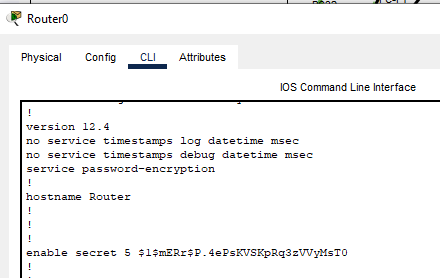 Router0
Physical Config CLI Attributes
IOS Command Line Interface
!
version 12.4
no service timestamps log datetime msec
no service timestamps debug datetime msec
service password-encryption
!
hostname Router
!
!
!
enable secret 5 $1$mERr$P.4ePsKVSKpRq3zVVyMsT0
!